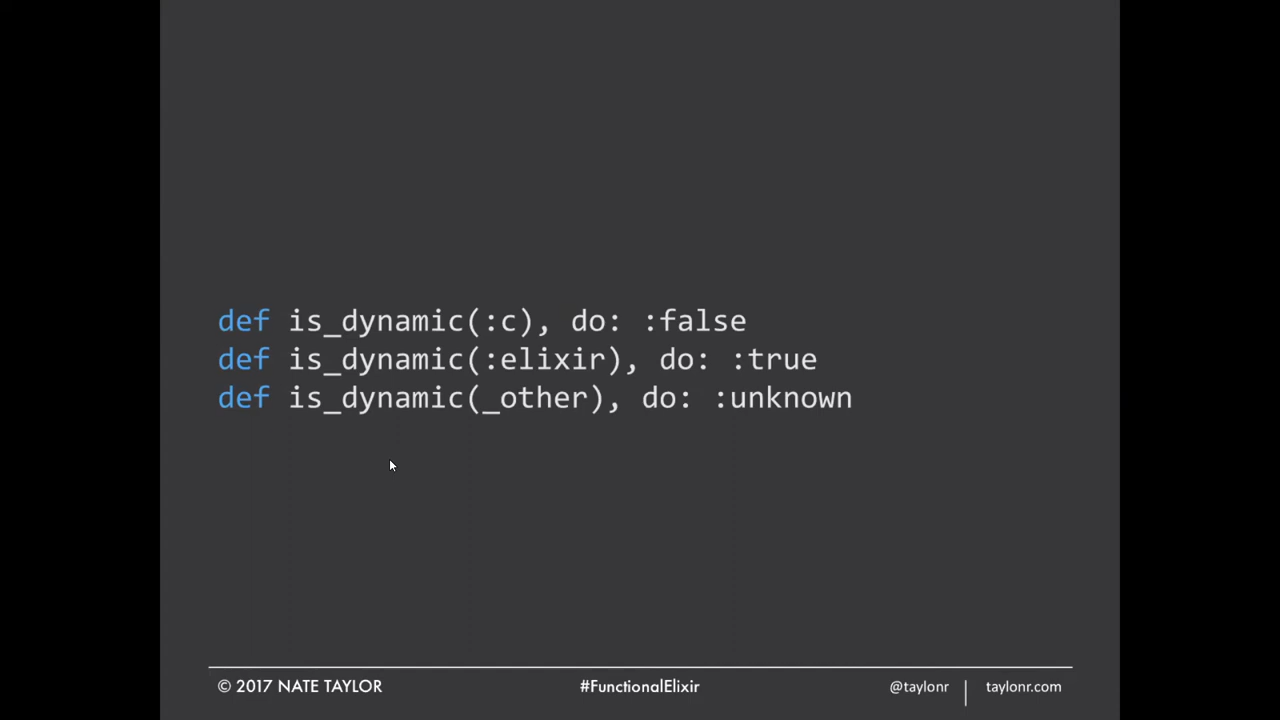 def is_dynamic(:c), do: :false
def is_dynamic(:elixir), do: :true
def is_dynamic(_other), do: :unknown
© 2017 NATE TAYLOR #FunctionalElixir @taylonr | taylonr.com